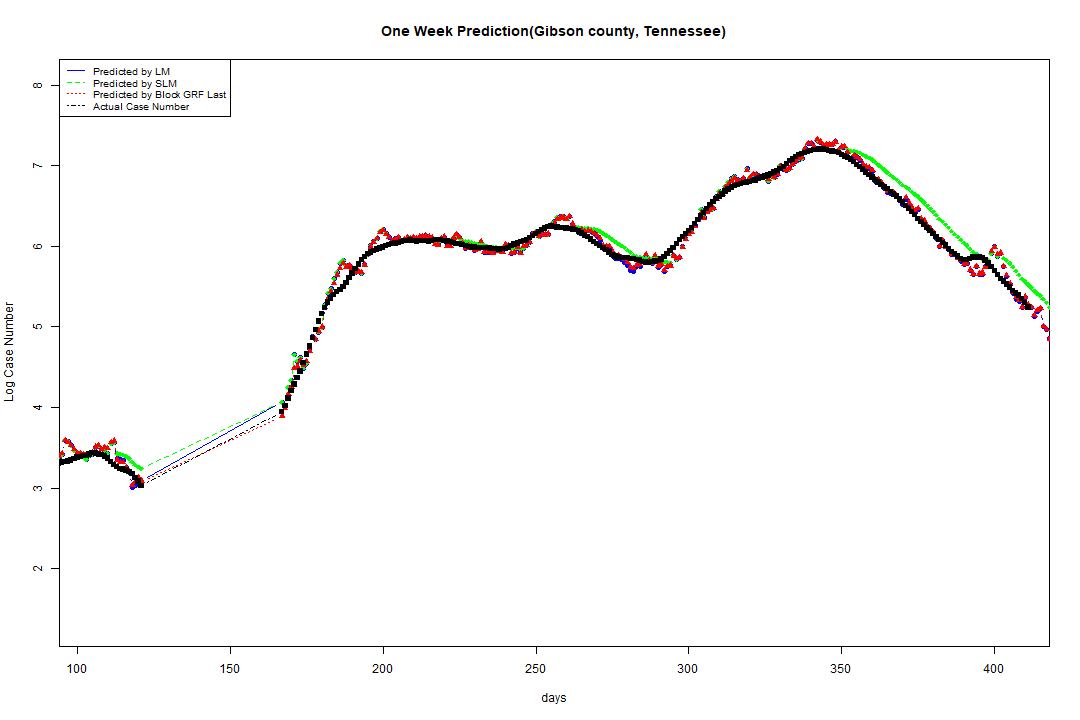 One Week Prediction(Gibson county, Tennessee)
Predicted by LM
Predicted by SLM
Predicted by Block GRF Last
Actual Case Number
8
7
6
5
4
3
2
Log Case Number
100 150 200 250 300 350 400
days